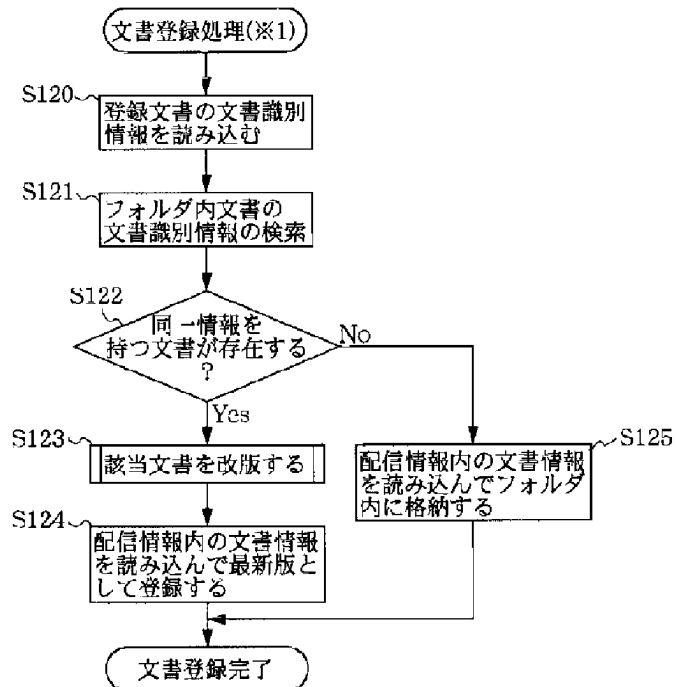 文書登録処理(※1)
S120
登録文書の文書識別
情報を読み込む
S121
フォルダ内文書の
文書識別情報の検索
S122
同一情報を
持つ文書が存在する
?
No
Yes
S123
該当文書を改版する
S125
配信情報内の文書情報
を読み込んでフォルダ
内に格納する
S124
配信情報内の文書情報
を読み込んで最新版と
して登録する
文書登録完了